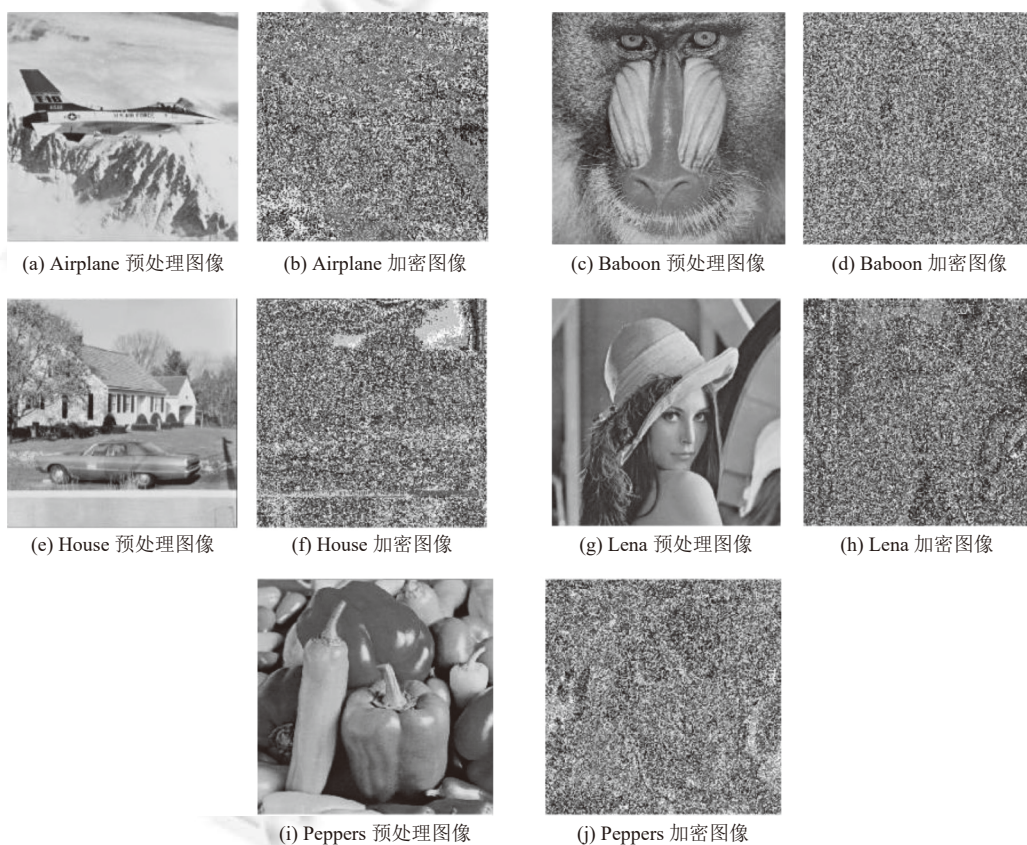 (a) Airplane 预处理图像
(b) Airplane 加密图像
(c) Baboon 预处理图像
(d) Baboon 加密图像
(e) House 预处理图像
(f) House 加密图像
(g) Lena 预处理图像
(h) Lena 加密图像
(i) Peppers 预处理图像
(j) Peppers 加密图像